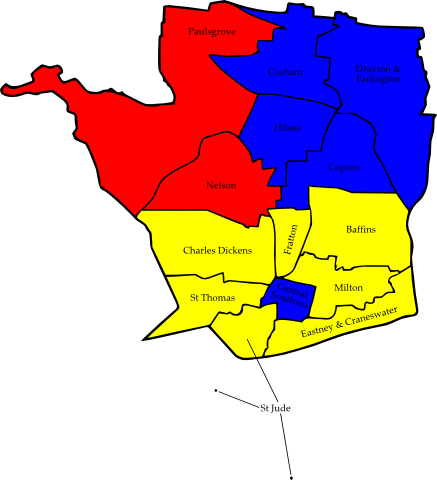 Paulsgrove
Cosham
Drayton &
Farlington
Hilsea
Copnor
Nelson
Charles Dickens
Fratton
Baffins
St Thomas
Central
Southsea
Milton
Eastney & Craneswater
St Jude